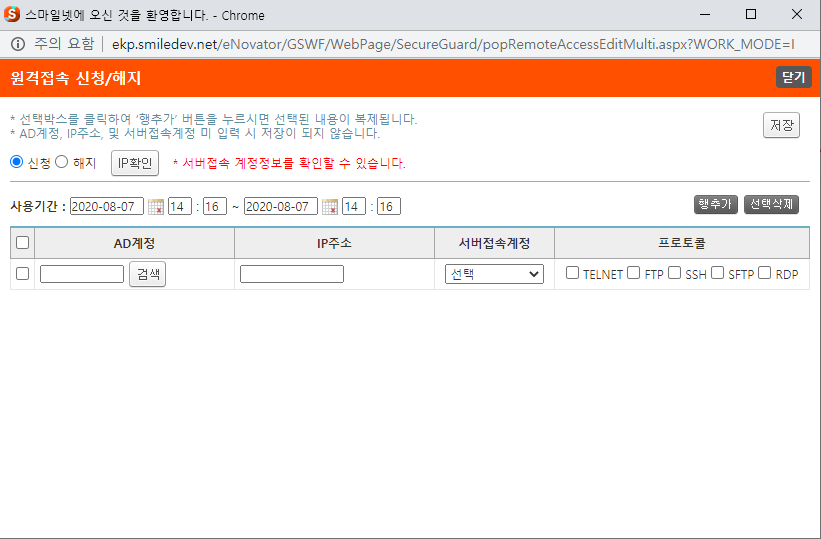 스마일넷에 오신 것을 환영합니다. - Chrome
주의 요함 | ekp.smiledev.net/eNovator/GSWF/WebPage/SecureGuard/popRemoteAccessEditMulti.aspx?WORK_MODE=I
원격접속 신청/해지 닫기
* 선택박스를 클릭하여 '행추가' 버튼을 누르시면 선택된 내용이 복제됩니다.
* AD계정, IP주소, 및 서버접속계정 미 입력 시 저장이 되지 않습니다.
저장
신청 해지 IP확인 * 서버접속 계정정보를 확인할 수 있습니다.
사용기간 : 2020-08-07 14 : 16 ~ 2020-08-07 14 : 16 행추가 선택삭제
AD계정 IP주소 서버접속계정 프로토콜
검색 선택 TELNET FTP SSH SFTP RDP